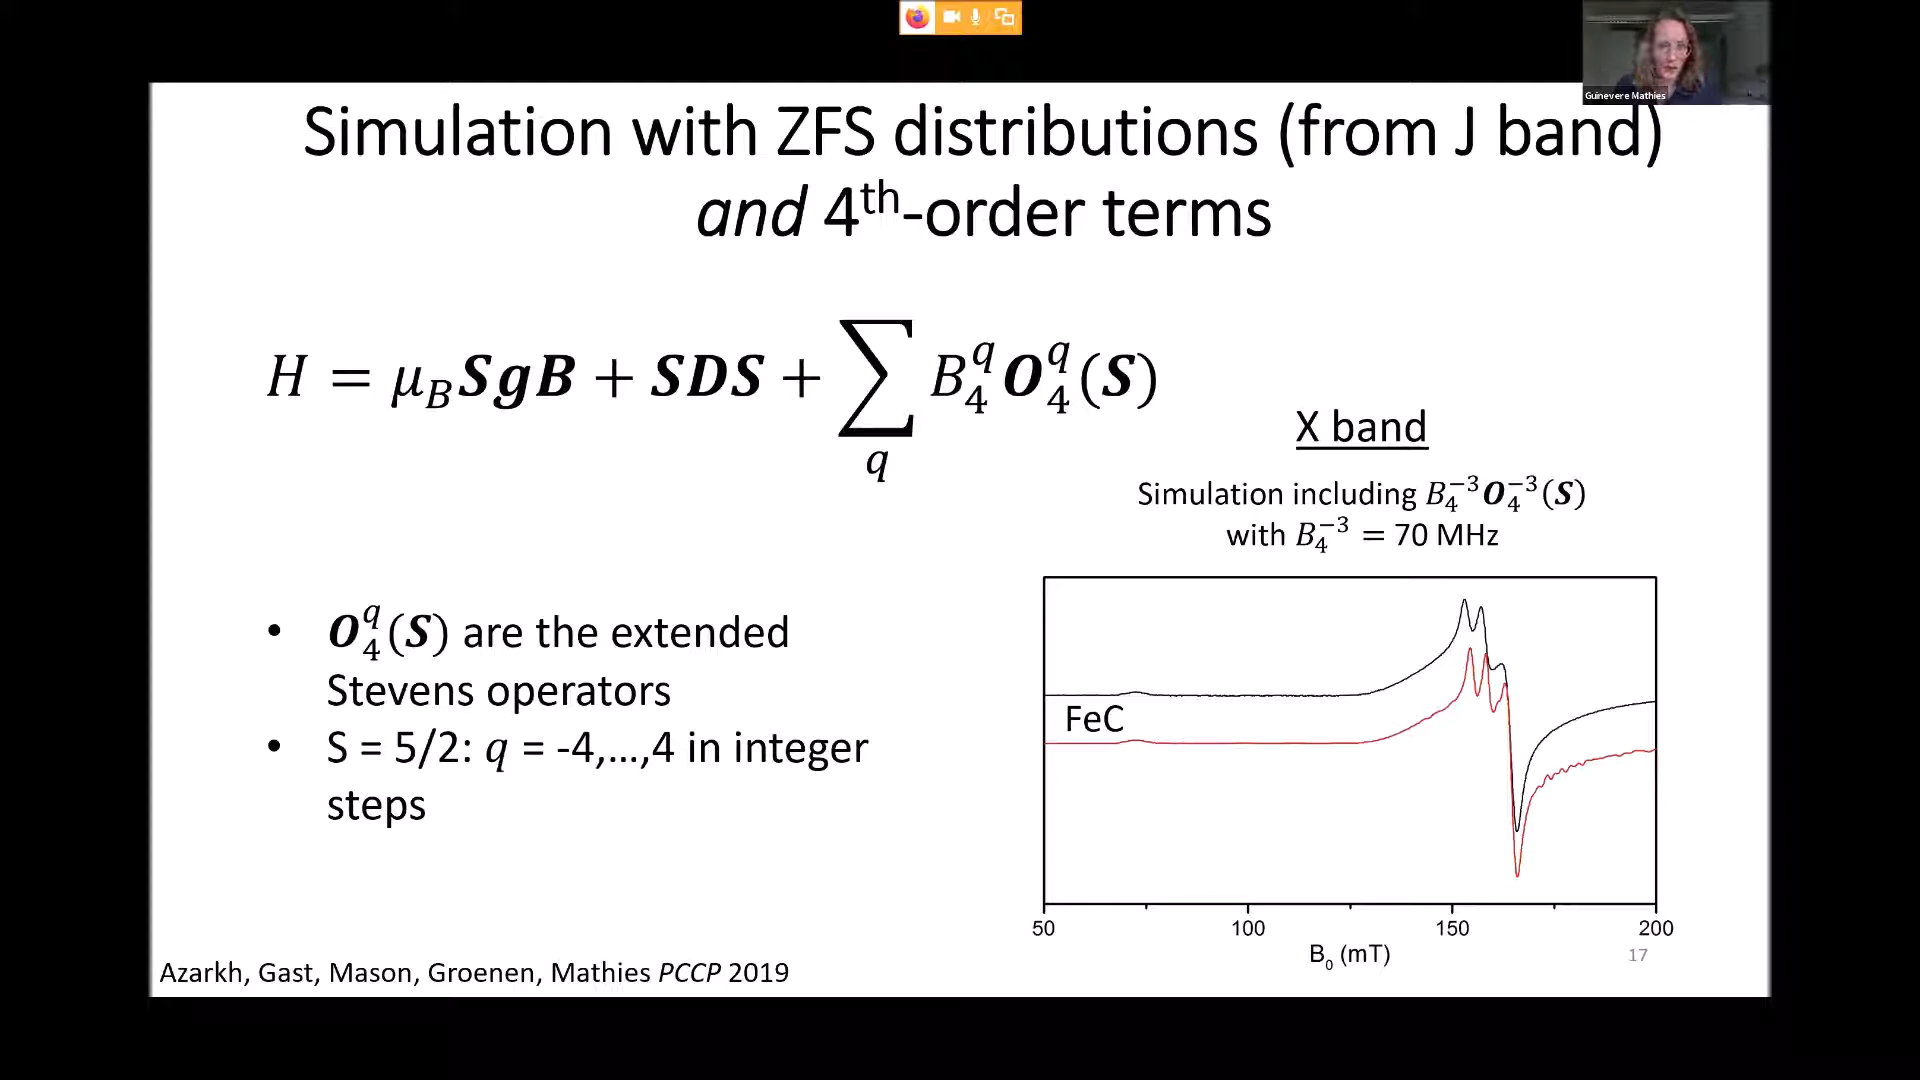 Guinevere Mathies
Simulation with ZFS distributions (from J band)
and 4th-order terms
H = μ_B SgB + SDS + ∑_q B_4^q O_4^q(S)
X band
Simulation including B_4^{-3} O_4^{-3}(S)
with B_4^{-3} = 70 MHz
• O_4^q(S) are the extended
Stevens operators
• S = 5/2: q = -4,...,4 in integer
steps
FeC
50 100 150 200
B_0 (mT)
17
Azarkh, Gast, Mason, Groenen, Mathies PCCP 2019